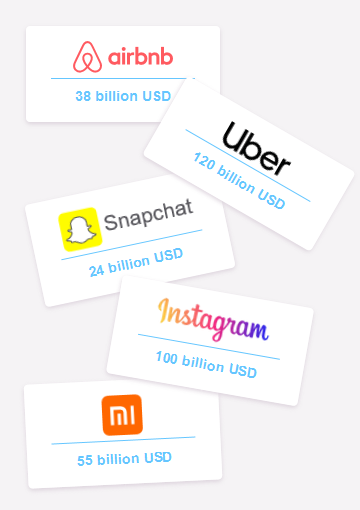 airbnb
38 billion USD
Uber
120 billion USD
Snapchat
24 billion USD
Instagram
100 billion USD
mi
55 billion USD